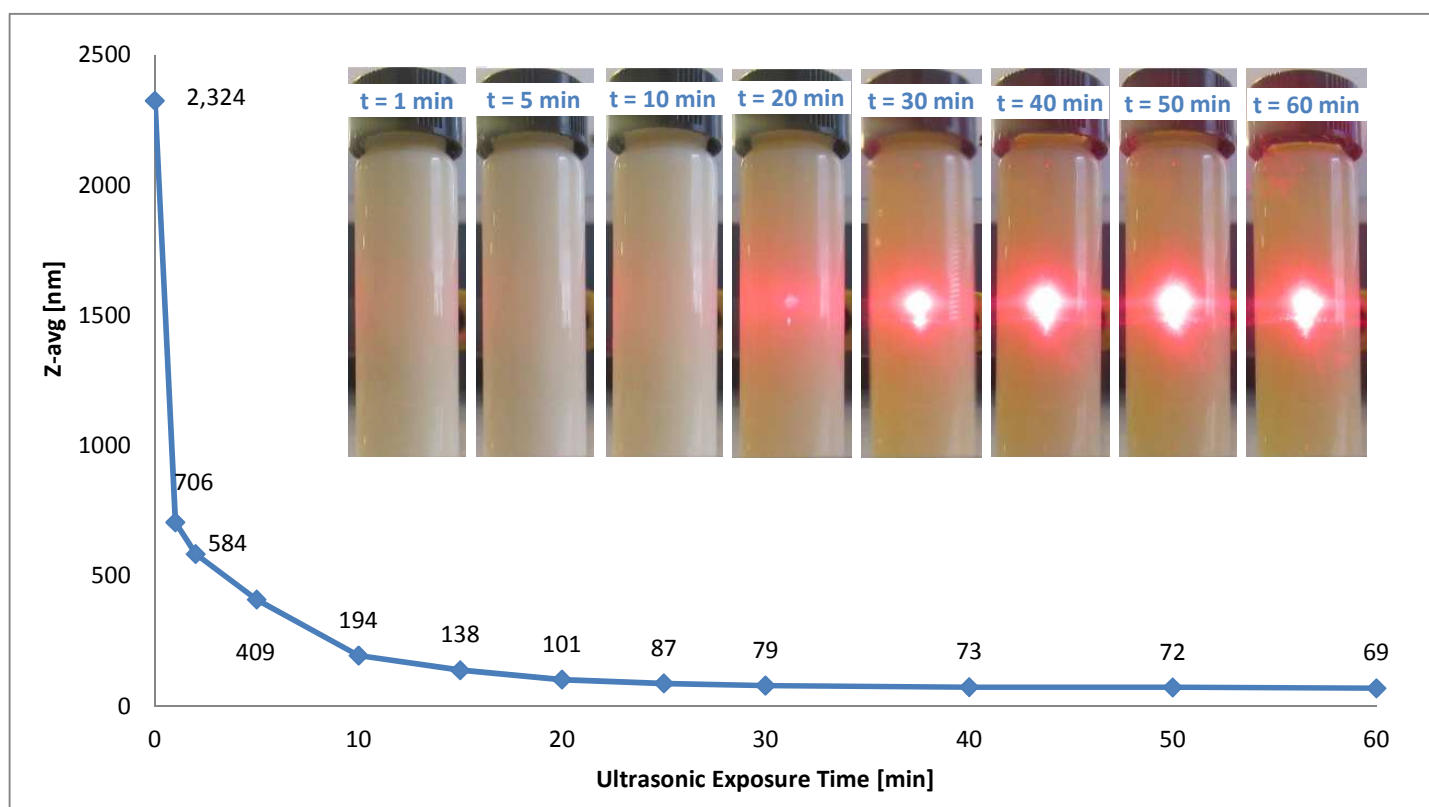 2500
2000
1500
1000
500
0
Z-avg [nm]
2,324
706
584
409
194
138
101
87
79
73
72
69
t = 1 min
t = 5 min
t = 10 min
t = 20 min
t = 30 min
t = 40 min
t = 50 min
t = 60 min
0 10 20 30 40 50 60
Ultrasonic Exposure Time [min]